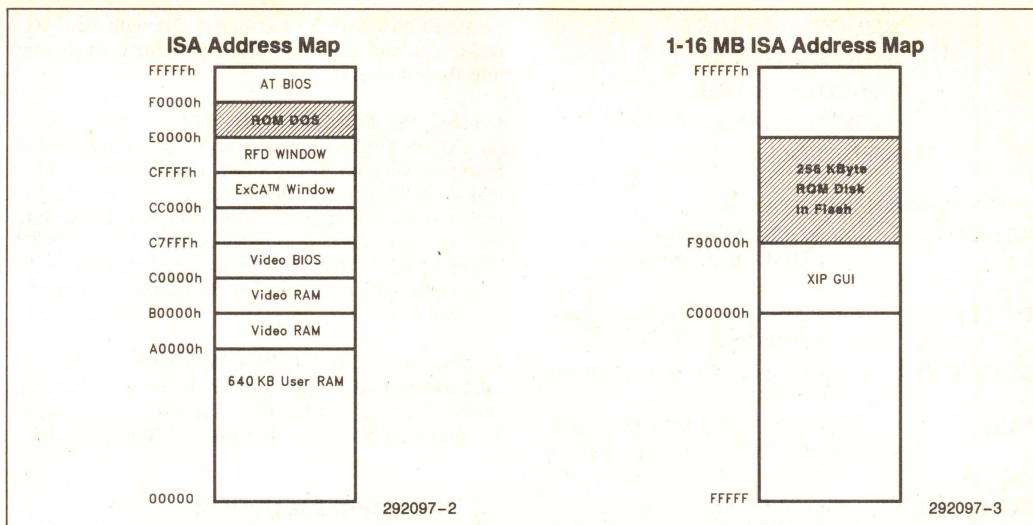 ISA Address Map
FFFFFh
AT BIOS
F0000h
ROM DOS
E0000h
RFD WINDOW
CFFFFh
ExCA™ Window
CC000h
C7FFFh
Video BIOS
C0000h
Video RAM
B0000h
Video RAM
A0000h
640 KB User RAM
00000
292097-2
1-16 MB ISA Address Map
FFFFFFh
256 KByte
ROM Disk
in Flash
F90000h
XIP GUI
C00000h
FFFFF
292097-3